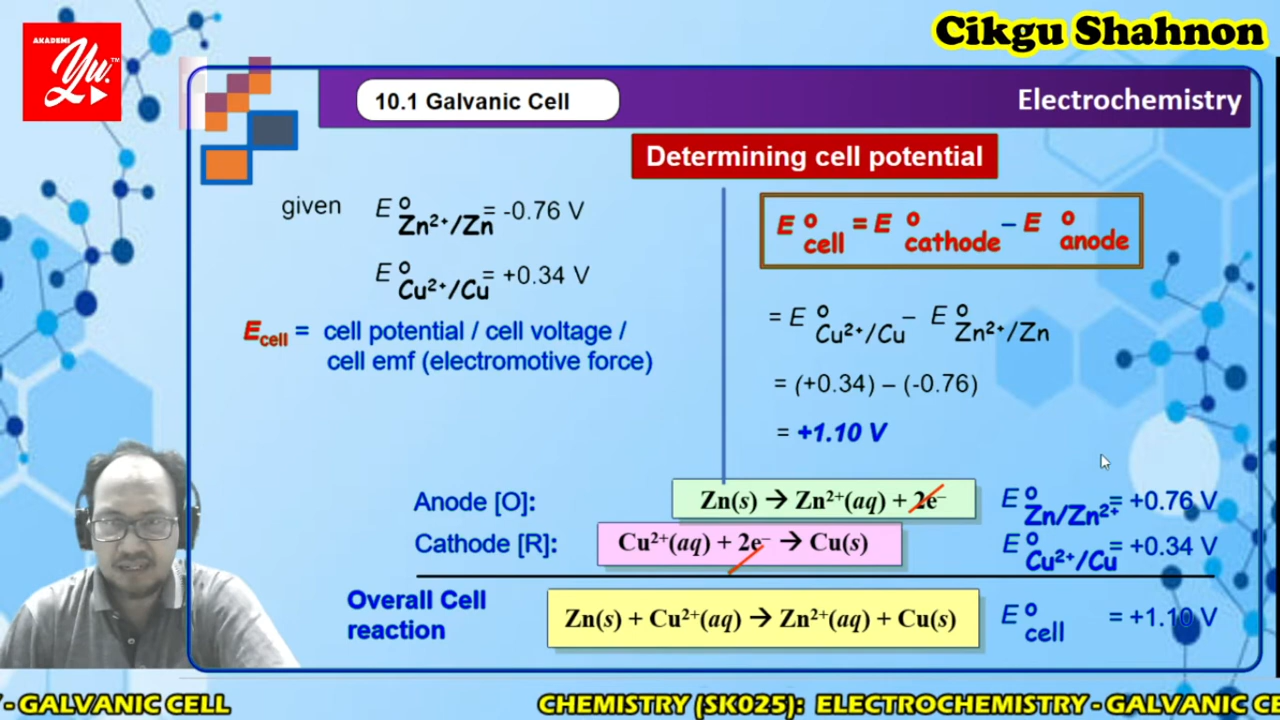 AKADEMI
Yu.™
Cikgu Shahnon
10.1 Galvanic Cell
Electrochemistry
Determining cell potential
given E° Zn²⁺/Zn = -0.76 V
E° Cu²⁺/Cu = +0.34 V
E cell = cell potential / cell voltage /
cell emf (electromotive force)
E° cell = E° cathode – E° anode
= E° Cu²⁺/Cu – E° Zn²⁺/Zn
= (+0.34) – (-0.76)
= +1.10 V
Anode [O]: Zn(s) → Zn²⁺(aq) + 2e⁻ E° Zn/Zn²⁺ = +0.76 V
Cathode [R]: Cu²⁺(aq) + 2e⁻ → Cu(s) E° Cu²⁺/Cu = +0.34 V
Overall Cell
reaction
Zn(s) + Cu²⁺(aq) → Zn²⁺(aq) + Cu(s) E° cell = +1.10 V
- GALVANIC CELL CHEMISTRY (SK025): ELECTROCHEMISTRY - GALVANIC CE